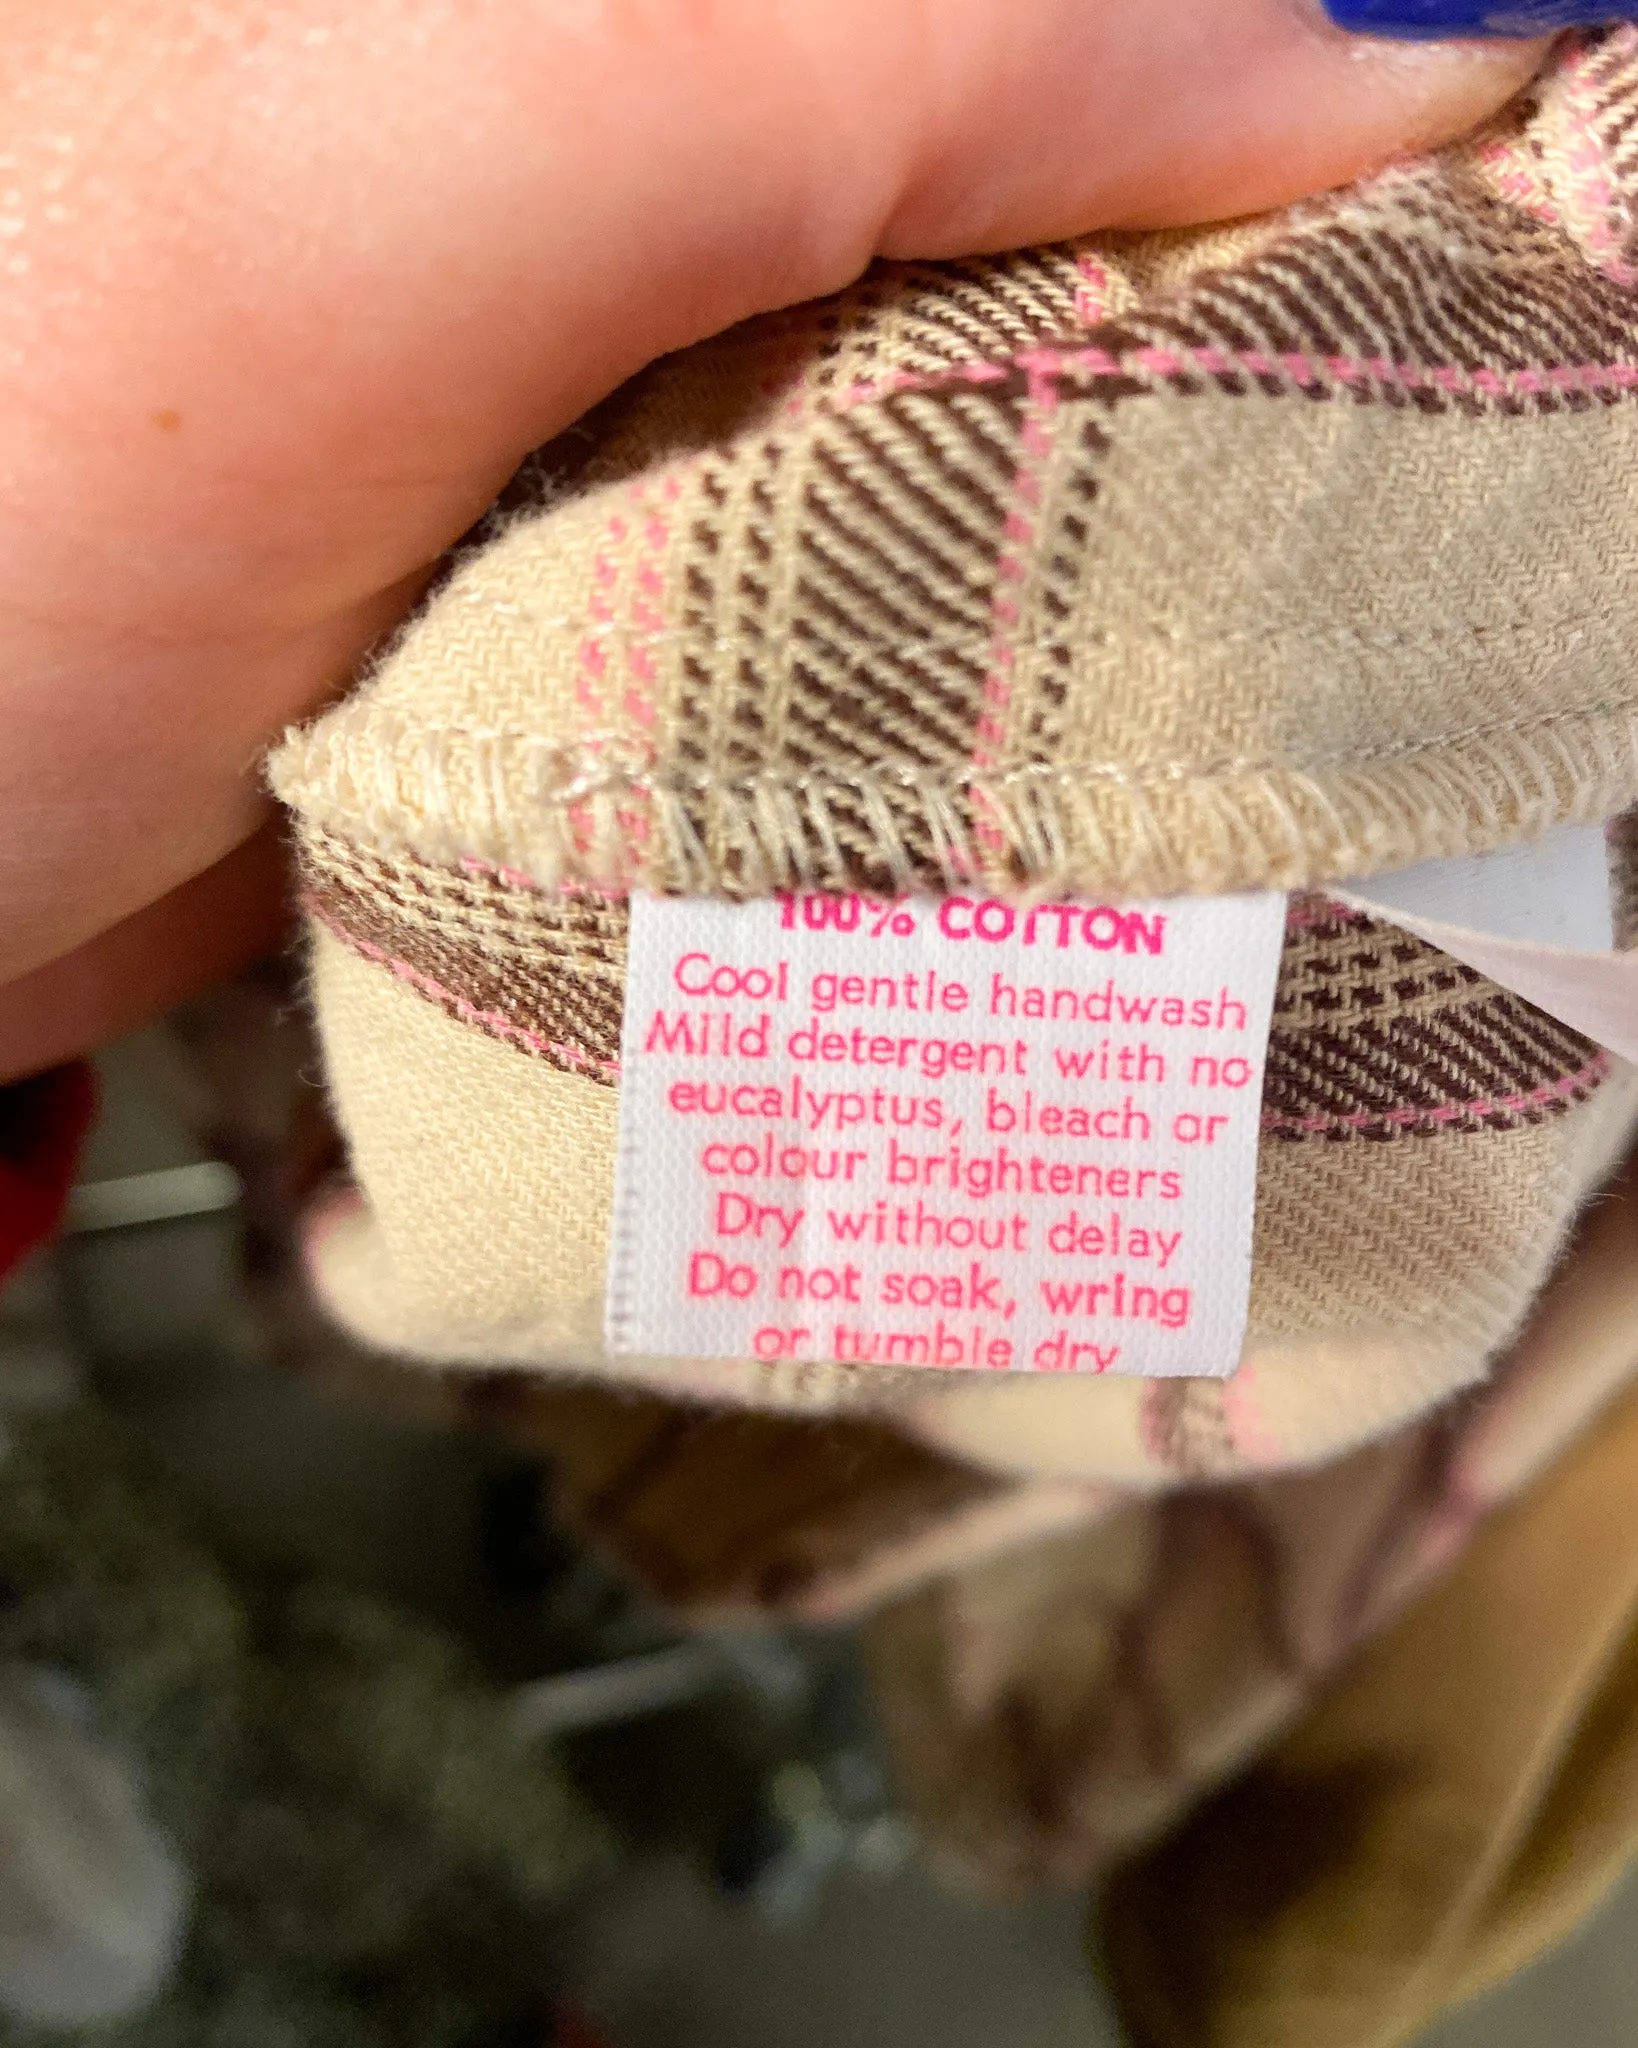 100% COTTON
Cool gentle handwash
Mild detergent with no
eucalyptus, bleach or
colour brighteners
Dry without delay
Do not soak, wring
or tumble dry